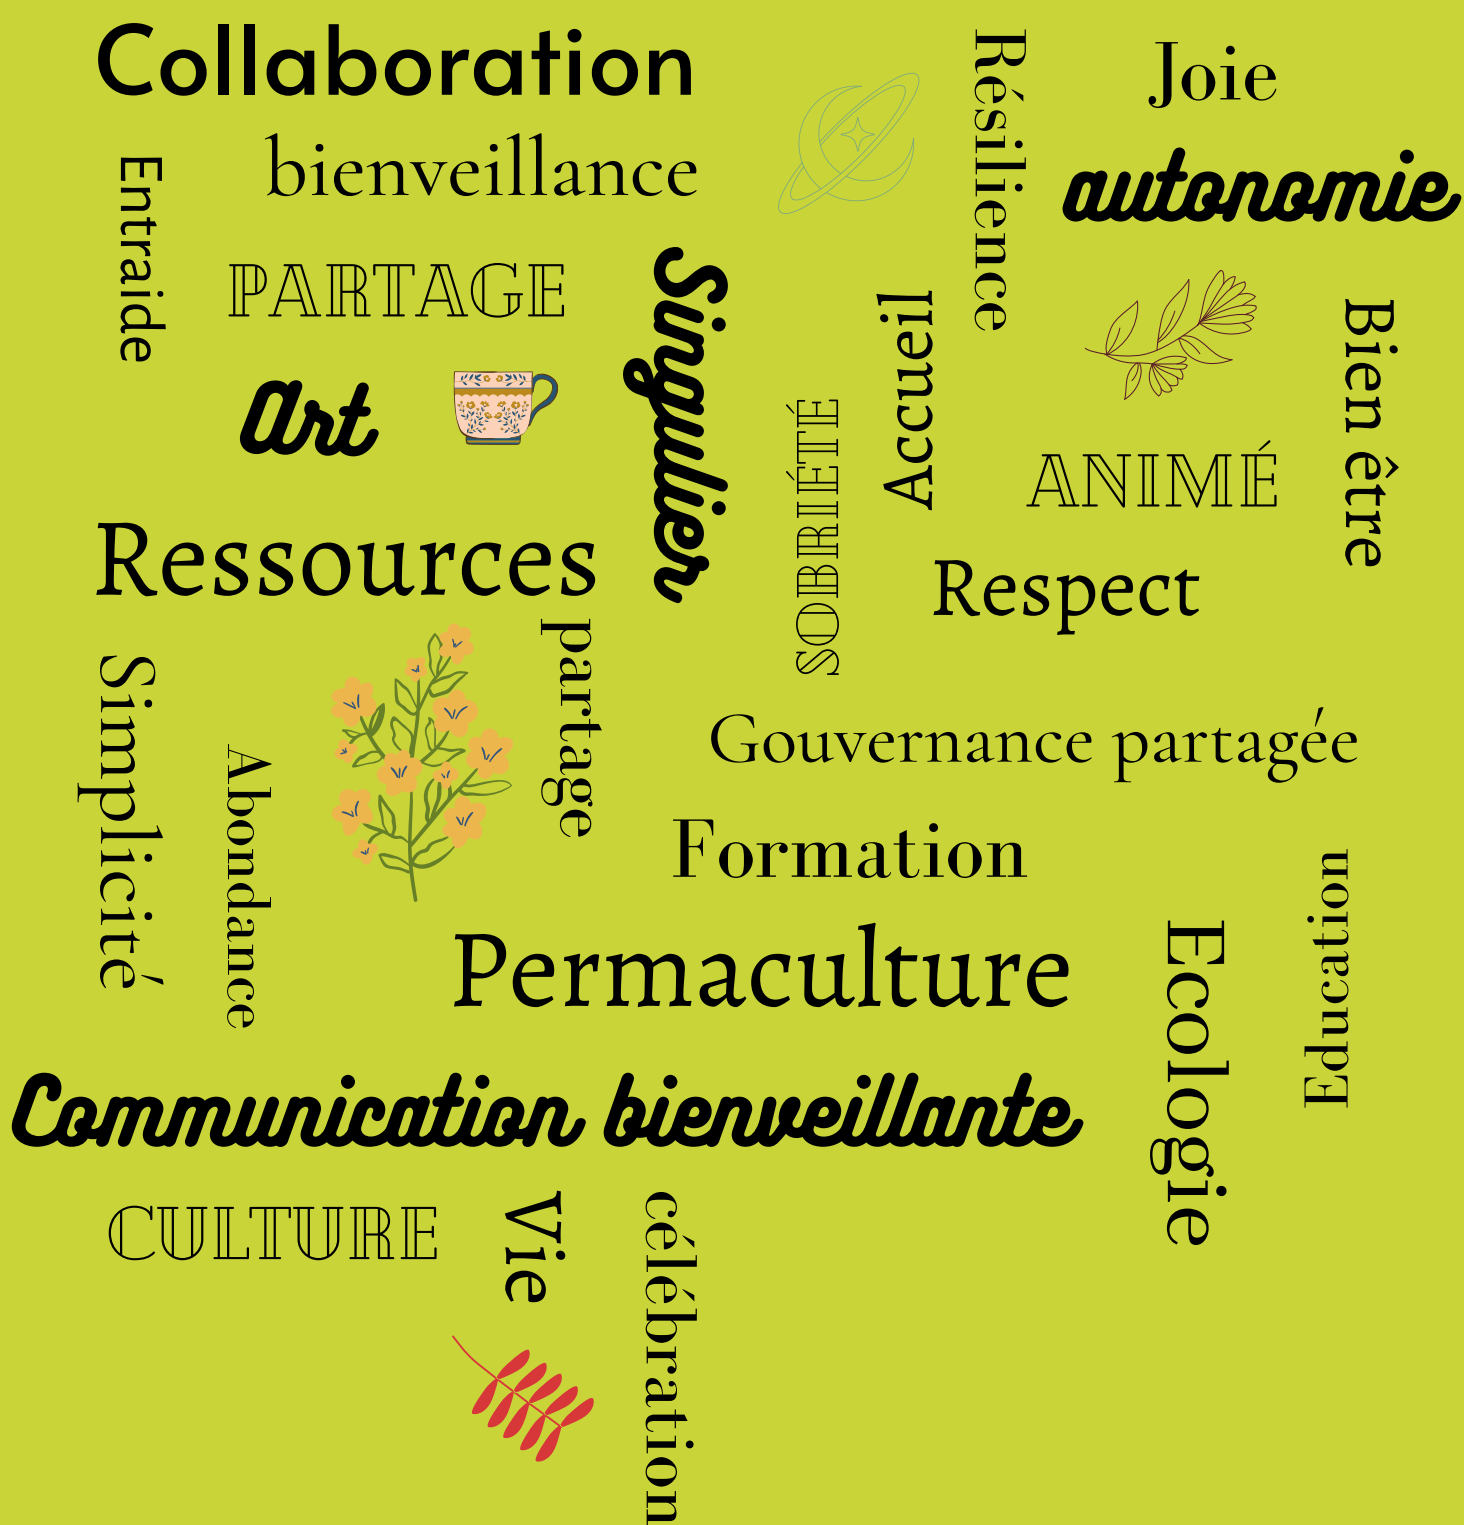 Collaboration
Joie
Résilience
bienveillance
autonomie
Entraide
PARTAGE
Singulier
Accueil
Bien être
Art
SOBRIÉTÉ
ANIMÉ
Ressources
Respect
partage
Simplicité
Gouvernance partagée
Abondance
Formation
Education
Permaculture
Ecologie
Communication bienveillante
CULTURE
Vie
célébration